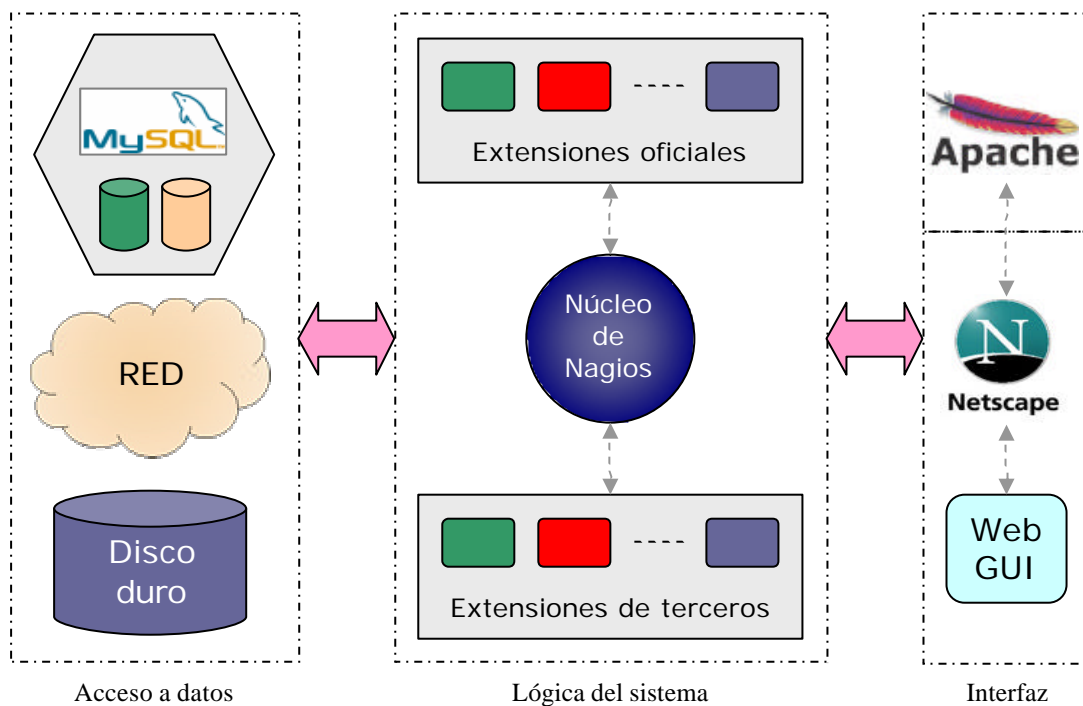 MySQL
RED
Disco
duro
Acceso a datos
Extensiones oficiales
Núcleo
de
Nagios
Extensiones de terceros
Lógica del sistema
Apache
N
Netscape
Web
GUI
Interfaz